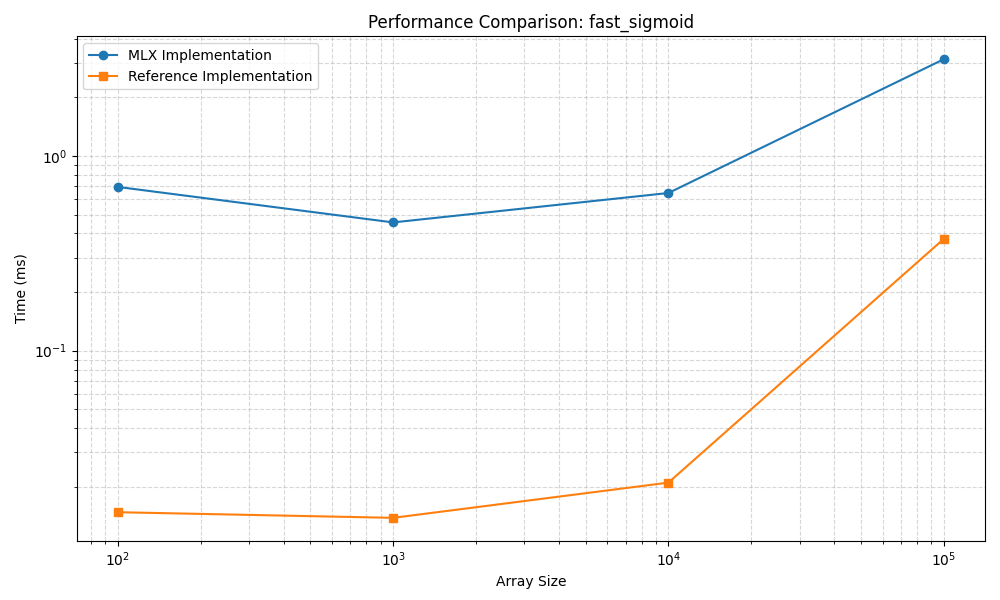 Performance Comparison: fast_sigmoid
MLX Implementation
Reference Implementation
Time (ms)
10⁰
10⁻¹
10² 10³ 10⁴ 10⁵
Array Size